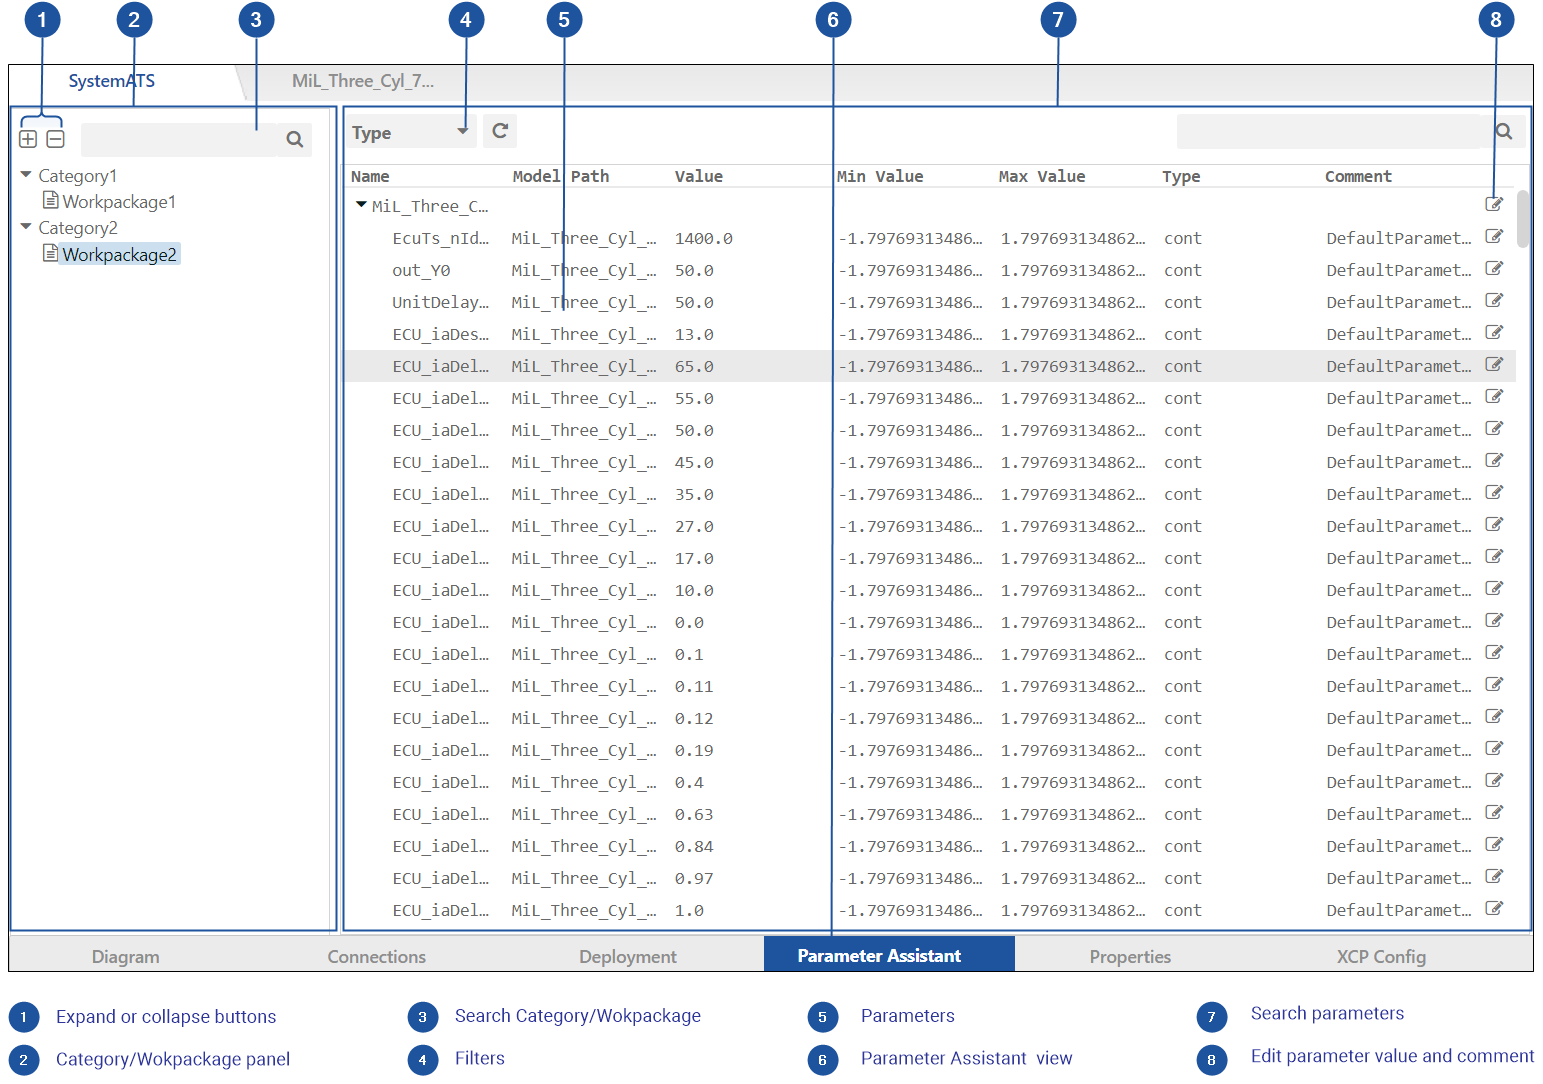 1 2 3 4 5 6 7 8
SystemATS MiL_Three_Cyl_7...
Type
Category1
Workpackage1
Category2
Workpackage2
Name Model Path Value Min Value Max Value Type Comment
MiL_Three_C…
EcuTs_nId… MiL_Three_Cyl_… 1400.0 -1.79769313486… 1.797693134862… cont DefaultParamet…
out_Y0 MiL_Three_Cyl_… 50.0 -1.79769313486… 1.797693134862… cont DefaultParamet…
UnitDelay… MiL_Three_Cyl_… 50.0 -1.79769313486… 1.797693134862… cont DefaultParamet…
ECU_iaDes… MiL_Three_Cyl_… 13.0 -1.79769313486… 1.797693134862… cont DefaultParamet…
ECU_iaDel… MiL_Three_Cyl_… 65.0 -1.79769313486… 1.797693134862… cont DefaultParamet…
ECU_iaDel… MiL_Three_Cyl_… 55.0 -1.79769313486… 1.797693134862… cont DefaultParamet…
ECU_iaDel… MiL_Three_Cyl_… 50.0 -1.79769313486… 1.797693134862… cont DefaultParamet…
ECU_iaDel… MiL_Three_Cyl_… 45.0 -1.79769313486… 1.797693134862… cont DefaultParamet…
ECU_iaDel… MiL_Three_Cyl_… 35.0 -1.79769313486… 1.797693134862… cont DefaultParamet…
ECU_iaDel… MiL_Three_Cyl_… 27.0 -1.79769313486… 1.797693134862… cont DefaultParamet…
ECU_iaDel… MiL_Three_Cyl_… 17.0 -1.79769313486… 1.797693134862… cont DefaultParamet…
ECU_iaDel… MiL_Three_Cyl_… 10.0 -1.79769313486… 1.797693134862… cont DefaultParamet…
ECU_iaDel… MiL_Three_Cyl_… 0.0 -1.79769313486… 1.797693134862… cont DefaultParamet…
ECU_iaDel… MiL_Three_Cyl_… 0.1 -1.79769313486… 1.797693134862… cont DefaultParamet…
ECU_iaDel… MiL_Three_Cyl_… 0.11 -1.79769313486… 1.797693134862… cont DefaultParamet…
ECU_iaDel… MiL_Three_Cyl_… 0.12 -1.79769313486… 1.797693134862… cont DefaultParamet…
ECU_iaDel… MiL_Three_Cyl_… 0.19 -1.79769313486… 1.797693134862… cont DefaultParamet…
ECU_iaDel… MiL_Three_Cyl_… 0.4 -1.79769313486… 1.797693134862… cont DefaultParamet…
ECU_iaDel… MiL_Three_Cyl_… 0.63 -1.79769313486… 1.797693134862… cont DefaultParamet…
ECU_iaDel… MiL_Three_Cyl_… 0.84 -1.79769313486… 1.797693134862… cont DefaultParamet…
ECU_iaDel… MiL_Three_Cyl_… 0.97 -1.79769313486… 1.797693134862… cont DefaultParamet…
ECU_iaDel… MiL_Three_Cyl_… 1.0 -1.79769313486… 1.797693134862… cont DefaultParamet…
Diagram Connections Deployment Parameter Assistant Properties XCP Config
1 Expand or collapse buttons
2 Category/Wokpackage panel
3 Search Category/Wokpackage
4 Filters
5 Parameters
6 Parameter Assistant view
7 Search parameters
8 Edit parameter value and comment